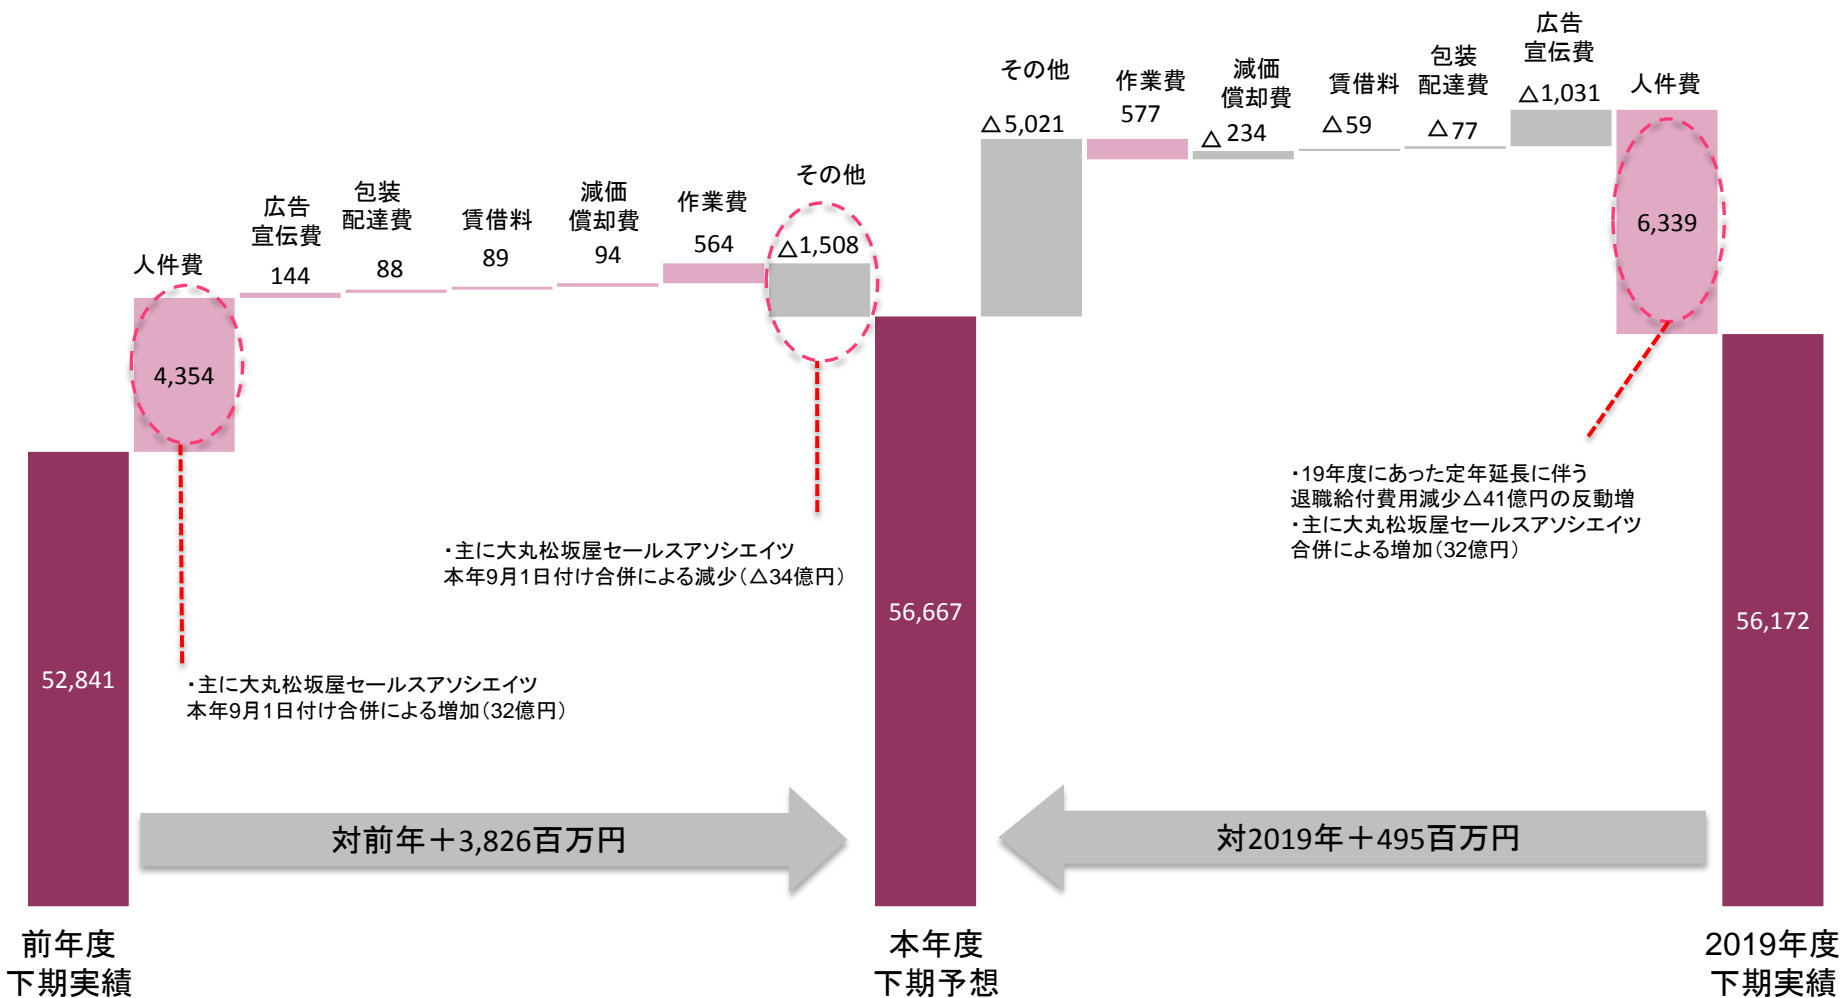 人件費
4,354
広告
宣伝費
144
包装
配達費
88
賃借料
89
減価
償却費
94
作業費
564
その他
△1,508
その他
△5,021
作業費
577
減価
償却費
△234
賃借料
△59
包装
配達費
△77
広告
宣伝費
△1,031
人件費
6,339
・19年度にあった定年延長に伴う
退職給付費用減少△41億円の反動増
・主に大丸松坂屋セールスアソシエイツ
合併による増加(32億円)
・主に大丸松坂屋セールスアソシエイツ
本年9月1日付け合併による減少(△34億円)
・主に大丸松坂屋セールスアソシエイツ
本年9月1日付け合併による増加(32億円)
52,841
56,667
56,172
対前年＋3,826百万円
対2019年＋495百万円
前年度
下期実績
本年度
下期予想
2019年度
下期実績